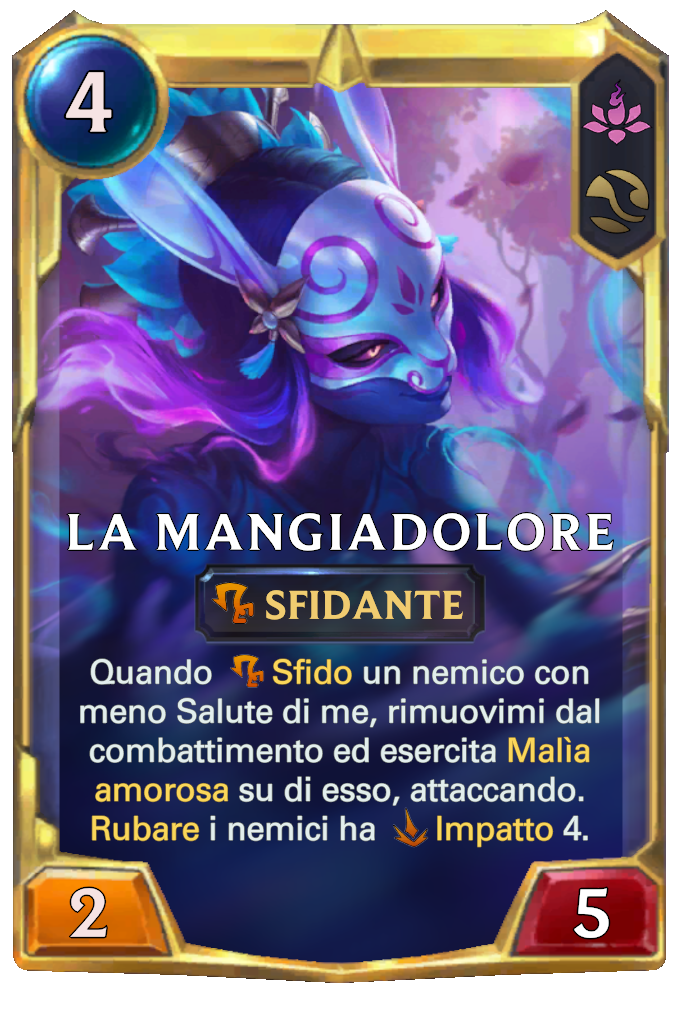 4
LA MANGIADOLORE
SFIDANTE
Quando Sfido un nemico con
meno Salute di me, rimuovimi dal
combattimento ed esercita Malìa
amorosa su di esso, attaccando.
Rubare i nemici ha Impatto 4.
2
5